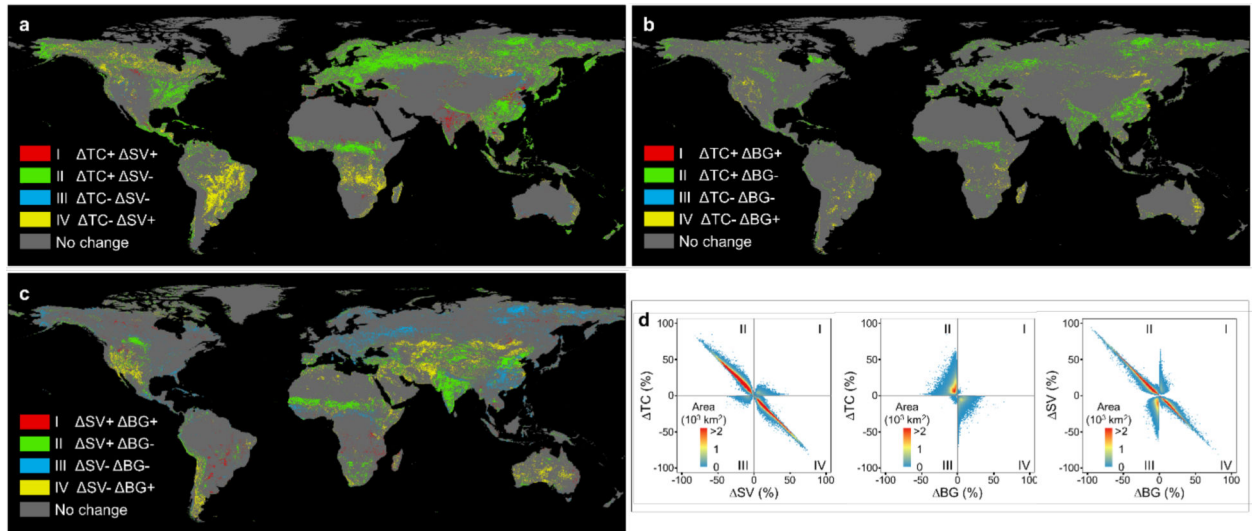 a
I ΔTC+ ΔSV+
II ΔTC+ ΔSV-
III ΔTC- ΔSV-
IV ΔTC- ΔSV+
No change
b
I ΔTC+ ΔBG+
II ΔTC+ ΔBG-
III ΔTC- ΔBG-
IV ΔTC- ΔBG+
No change
c
I ΔSV+ ΔBG+
II ΔSV+ ΔBG-
III ΔSV- ΔBG-
IV ΔSV- ΔBG+
No change
d
II I
100
50
0
-50
-100
ΔTC (%)
Area
(10³ km²)
>2
1
0
III IV
-100 -50 0 50 100
ΔSV (%)
II I
100
50
0
-50
-100
ΔTC (%)
Area
(10³ km²)
>2
1
0
III IV
-100 -50 0 50 100
ΔBG (%)
II I
100
50
0
-50
-100
ΔSV (%)
Area
(10³ km²)
>2
1
0
III IV
-100 -50 0 50 100
ΔBG (%)